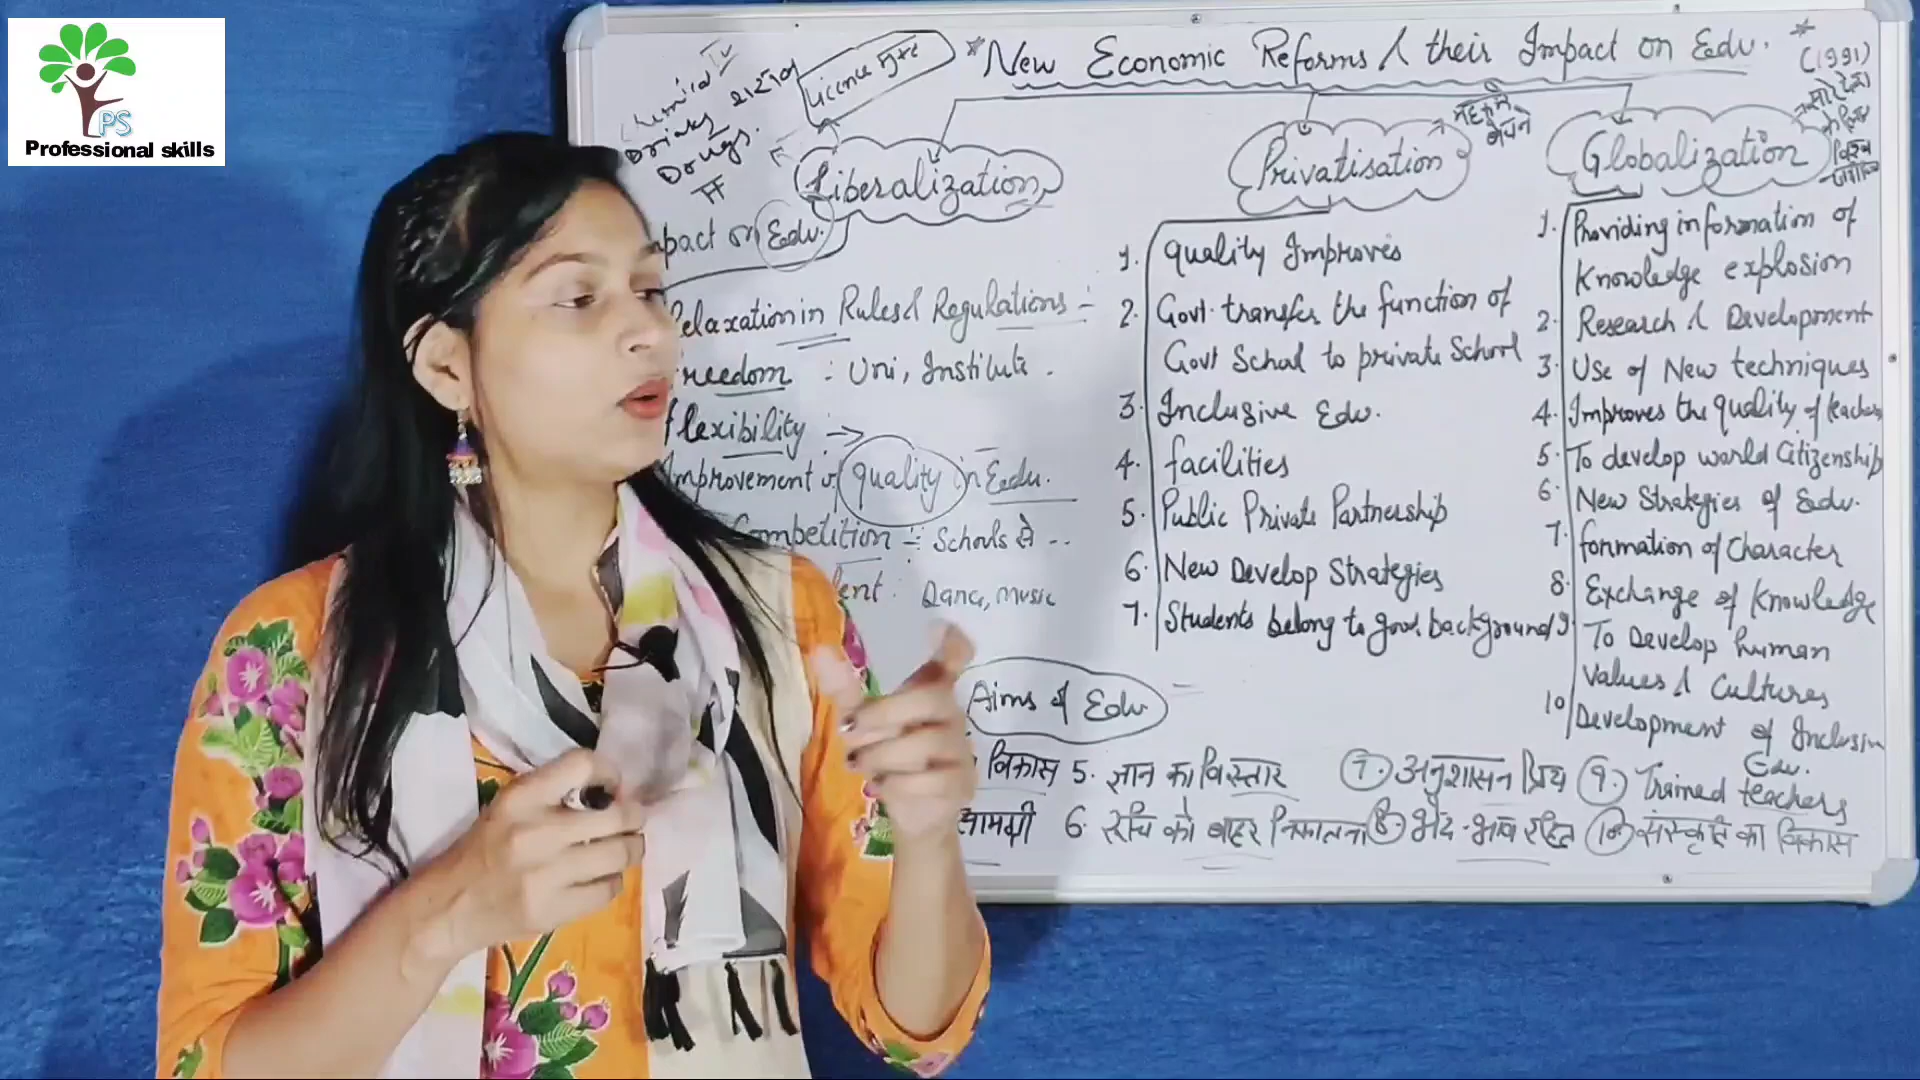 PS
Professional skills
* New Economic Reforms & their Impact on Edu. *
(1991)
Licence
Drinks
Drugs.
में
Liberalization
Privatisation
Globalization
विश्व
Impact on Edu.
Relaxation in Rules & Regulations -
freedom : Uni, Institute .
flexibility →
Improvement of quality in Edu.
Competition :- Schools से --
lent : Dance, music
1. Quality Improves
2. Govt. transfer the function of
Govt School to private School
3. Inclusive Edu.
4. facilities
5. Public Private Partnership
6. New Develop Strategies
7. Students belong to gov. background
1. Providing information of
Knowledge explosion
2. Research & Development
3. Use of New techniques
4. Improves the quality of teachers
5. To develop world Citizenship
6. New Strategies of Edu.
7. formation of Character
8. Exchange of Knowledge
9. To Develop human
Values & Cultures
10 Development of Inclusiv
Edu.
Aims of Edu
विकास 5. ज्ञान का विस्तार 7. अनुशासन प्रिय 9. Trained teachers
सामग्री 6. रुचि को बाहर निकालना 8 भेद-भाव रहित 10 संस्कृति का विकास